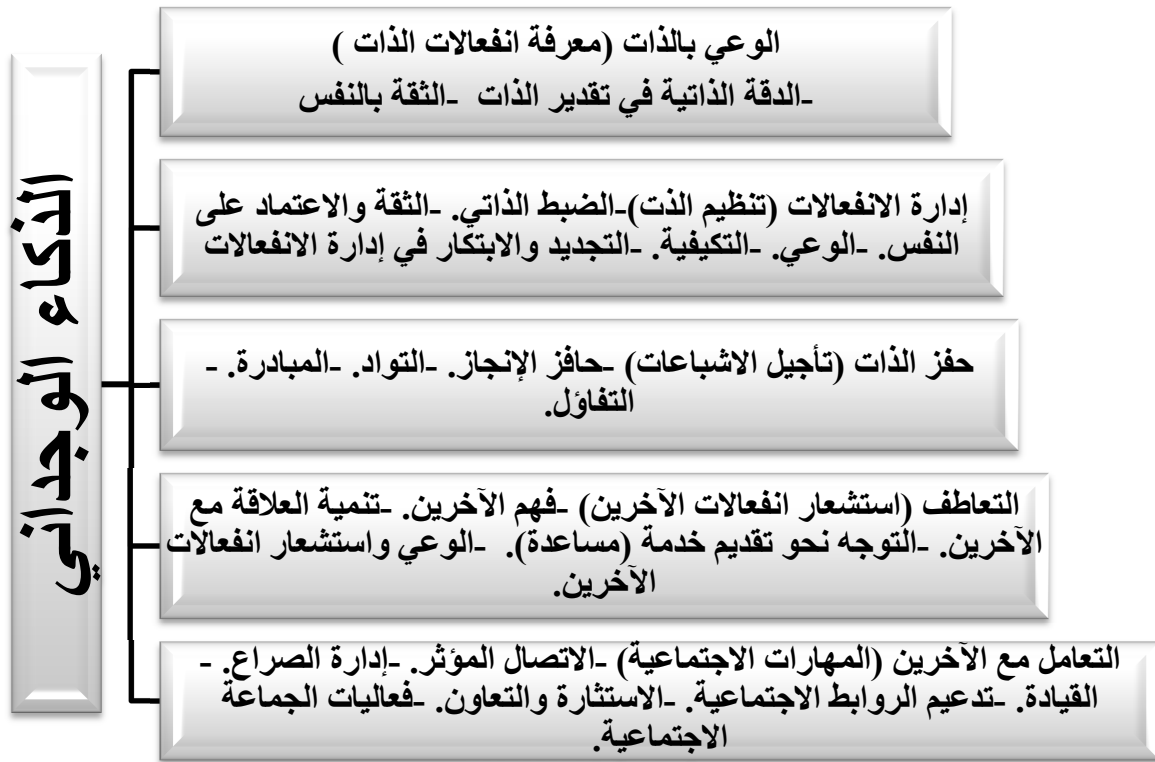 الذكاء الوجداني
الوعي بالذات (معرفة انفعالات الذات )
-الدقة الذاتية في تقدير الذات -الثقة بالنفس
إدارة الانفعالات (تنظيم الذت)-الضبط الذاتي. -الثقة والاعتماد على
النفس. -الوعي. -التكيفية. -التجديد والابتكار في إدارة الانفعالات
حفز الذات (تأجيل الاشباعات) -حافز الإنجاز. -التواد. -المبادرة. -
التفاؤل.
التعاطف (استشعار انفعالات الآخرين) -فهم الآخرين. -تنمية العلاقة مع
الآخرين. -التوجه نحو تقديم خدمة (مساعدة). -الوعي واستشعار انفعالات
الآخرين.
التعامل مع الآخرين (المهارات الاجتماعية) -الاتصال المؤثر. -إدارة الصراع. -
القيادة. -تدعيم الروابط الاجتماعية. -الاستثارة والتعاون. -فعاليات الجماعة
الاجتماعية.